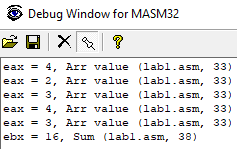 Debug Window for MASM32
eax = 4, Arr value (lab1.asm, 33)
eax = 2, Arr value (lab1.asm, 33)
eax = 3, Arr value (lab1.asm, 33)
eax = 4, Arr value (lab1.asm, 33)
eax = 3, Arr value (lab1.asm, 33)
ebx = 16, Sum (lab1.asm, 38)